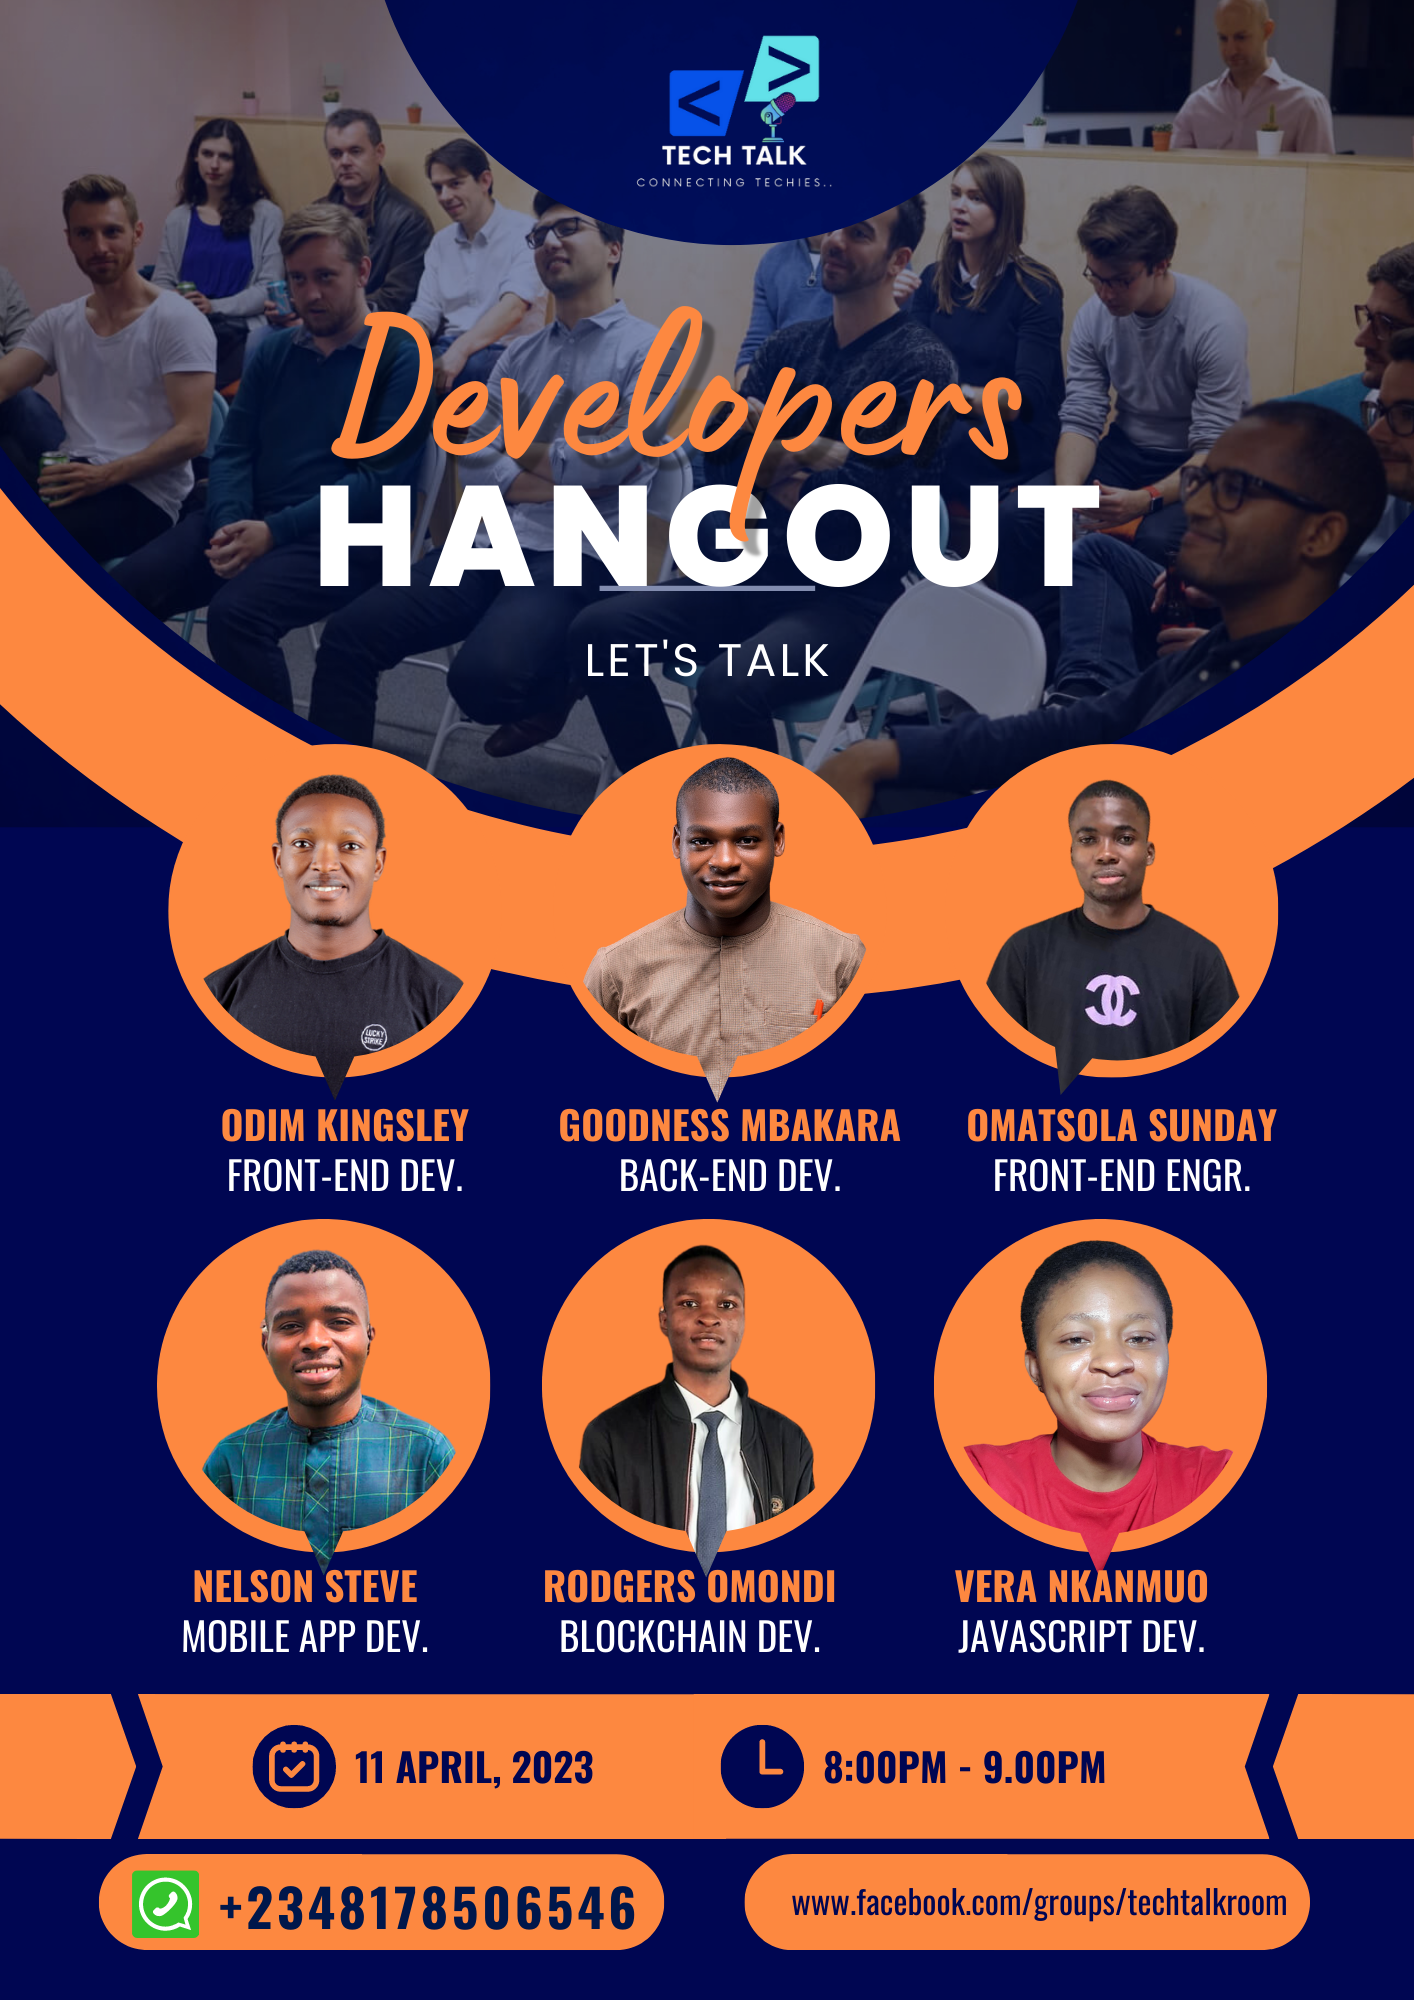 TECH TALK
CONNECTING TECHIES..
Developers
HANGOUT
LET'S TALK
LUCKY
STRIKE
ODIM KINGSLEY
FRONT-END DEV.
GOODNESS MBAKARA
BACK-END DEV.
OMATSOLA SUNDAY
FRONT-END ENGR.
NELSON STEVE
MOBILE APP DEV.
RODGERS OMONDI
BLOCKCHAIN DEV.
VERA NKANMUO
JAVASCRIPT DEV.
11 APRIL, 2023
8:00PM - 9.00PM
+2348178506546
www.facebook.com/groups/techtalkroom